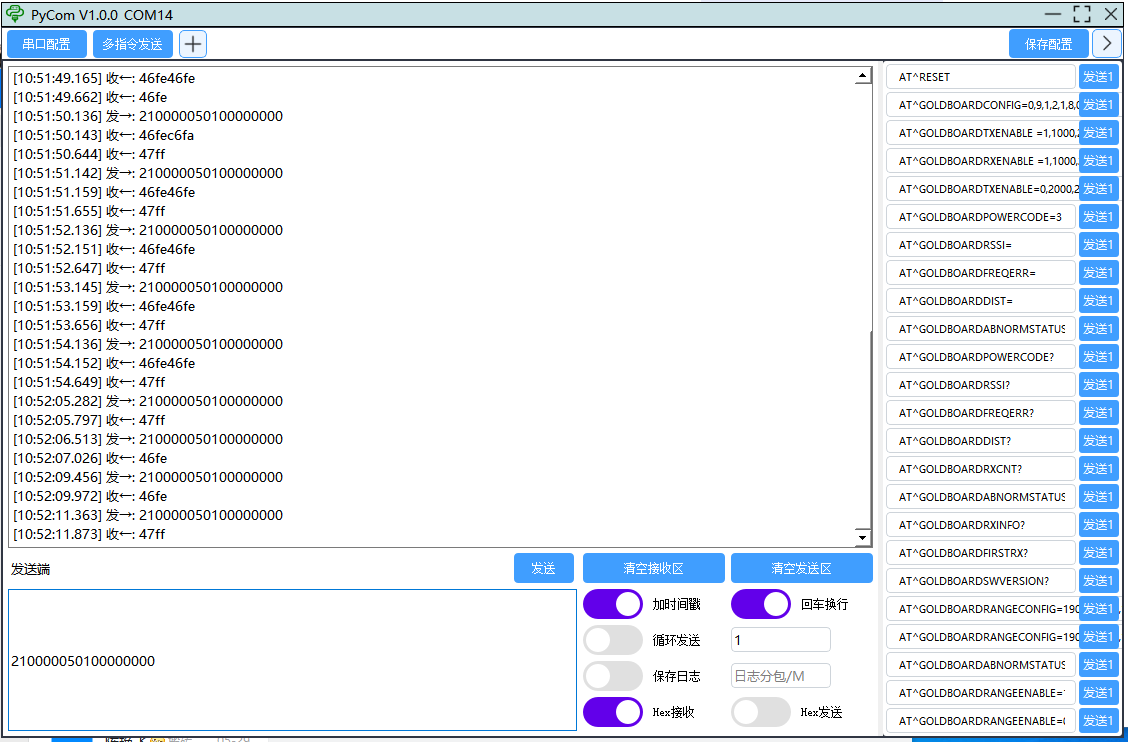 PyCom V1.0.0 COM14
串口配置 多指令发送 保存配置
[10:51:49.165] 收←: 46fe46fe
[10:51:49.662] 收←: 46fe
[10:51:50.136] 发→: 210000050100000000
[10:51:50.143] 收←: 46fec6fa
[10:51:50.644] 收←: 47ff
[10:51:51.142] 发→: 210000050100000000
[10:51:51.159] 收←: 46fe46fe
[10:51:51.655] 收←: 47ff
[10:51:52.136] 发→: 210000050100000000
[10:51:52.151] 收←: 46fe46fe
[10:51:52.647] 收←: 47ff
[10:51:53.145] 发→: 210000050100000000
[10:51:53.159] 收←: 46fe46fe
[10:51:53.656] 收←: 47ff
[10:51:54.136] 发→: 210000050100000000
[10:51:54.152] 收←: 46fe46fe
[10:51:54.649] 收←: 47ff
[10:52:05.282] 发→: 210000050100000000
[10:52:05.797] 收←: 47ff
[10:52:06.513] 发→: 210000050100000000
[10:52:07.026] 收←: 46fe
[10:52:09.456] 发→: 210000050100000000
[10:52:09.972] 收←: 46fe
[10:52:11.363] 发→: 210000050100000000
[10:52:11.873] 收←: 47ff
发送端 发送 清空接收区 清空发送区
210000050100000000
加时间戳 回车换行
循环发送 1
保存日志 日志分包/M
Hex接收 Hex发送
AT^RESET 发送1
AT^GOLDBOARDCONFIG=0,9,1,2,1,8,0 发送1
AT^GOLDBOARDTXENABLE =1,1000,2 发送1
AT^GOLDBOARDRXENABLE =1,1000, 发送1
AT^GOLDBOARDTXENABLE=0,2000,2 发送1
AT^GOLDBOARDPOWERCODE=3 发送1
AT^GOLDBOARDRSSI= 发送1
AT^GOLDBOARDFREQERR= 发送1
AT^GOLDBOARDDIST= 发送1
AT^GOLDBOARDABNORMSTATUS 发送1
AT^GOLDBOARDPOWERCODE? 发送1
AT^GOLDBOARDRSSI? 发送1
AT^GOLDBOARDFREQERR? 发送1
AT^GOLDBOARDDIST? 发送1
AT^GOLDBOARDRXCNT? 发送1
AT^GOLDBOARDABNORMSTATUS 发送1
AT^GOLDBOARDRXINFO? 发送1
AT^GOLDBOARDFIRSTRX? 发送1
AT^GOLDBOARDSWVERSION? 发送1
AT^GOLDBOARDRANGECONFIG=190 发送1
AT^GOLDBOARDRANGECONFIG=190 发送1
AT^GOLDBOARDABNORMSTATUS 发送1
AT^GOLDBOARDRANGEENABLE= 发送1
AT^GOLDBOARDRANGEENABLE= 发送1